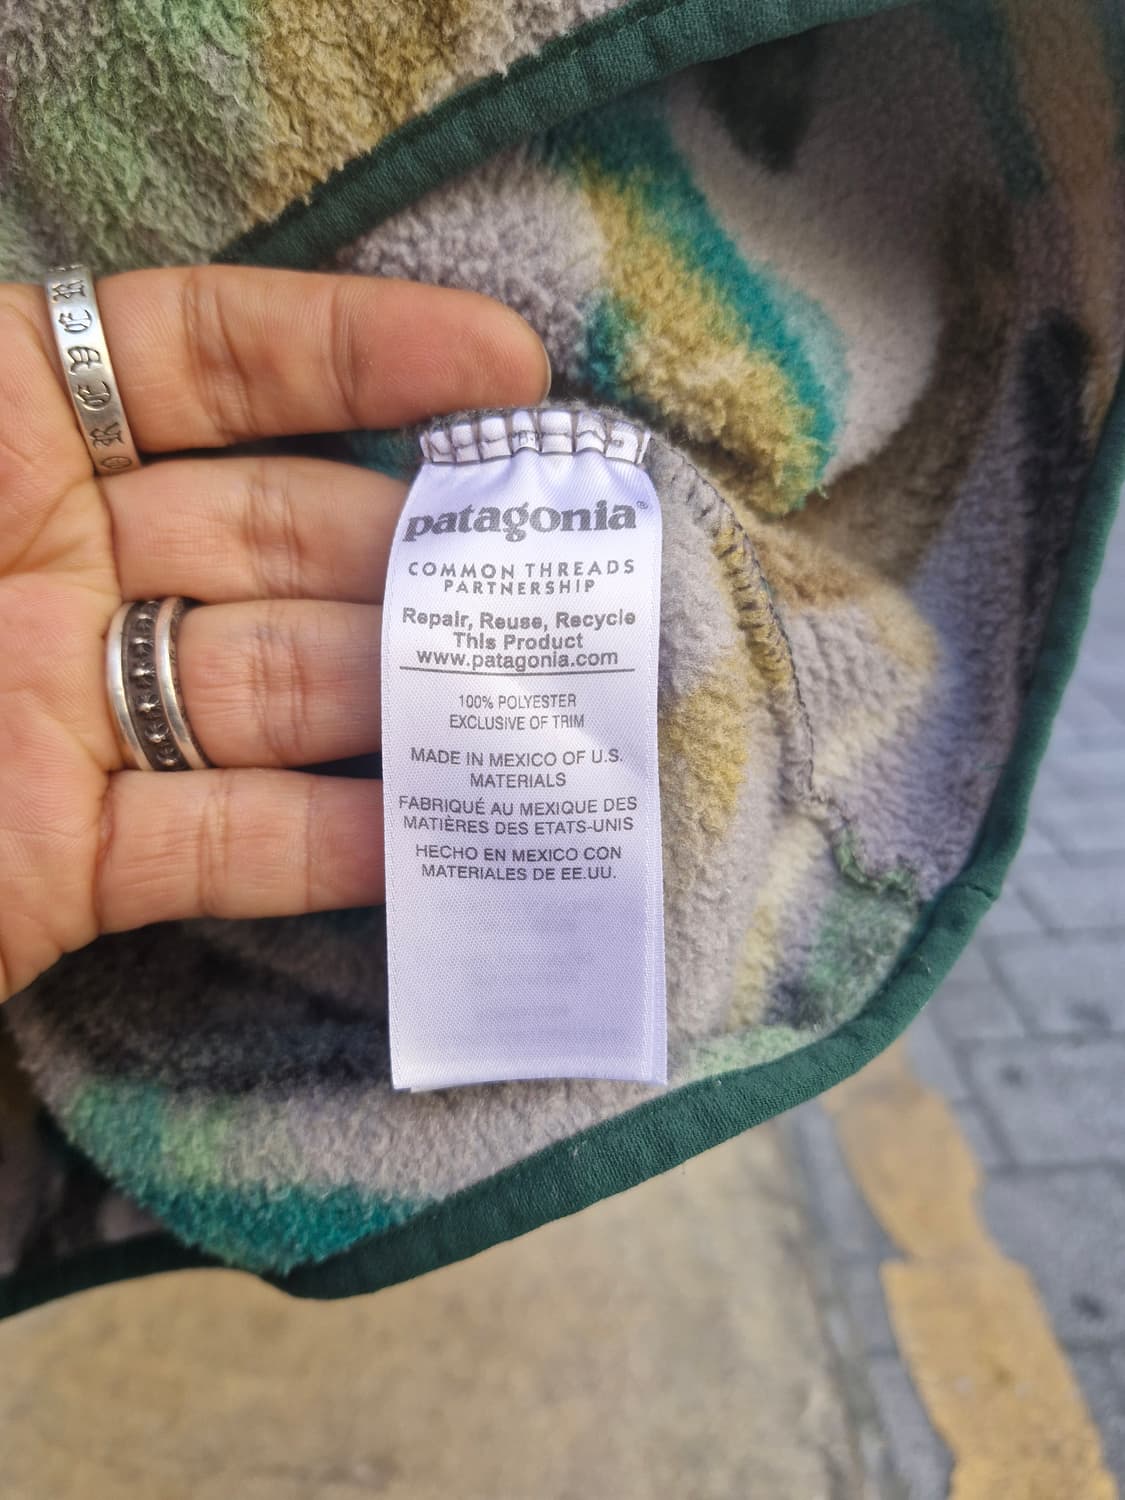 patagonia®
COMMON THREADS
PARTNERSHIP
Repair, Reuse, Recycle
This Product
www.patagonia.com
100% POLYESTER
EXCLUSIVE OF TRIM
MADE IN MEXICO OF U.S.
MATERIALS
FABRIQUÉ AU MEXIQUE DES
MATIÈRES DES ETATS-UNIS
HECHO EN MEXICO CON
MATERIALES DE EE.UU.